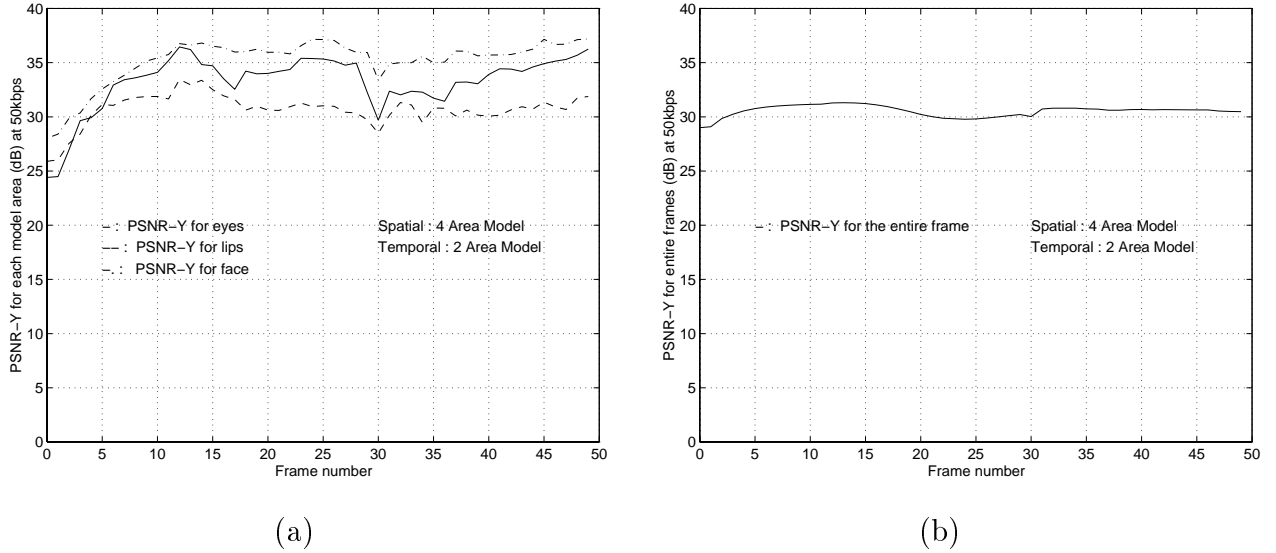 40
35
30
25
20
15
10
5
0
PSNR−Y for each model area (dB) at 50kbps
− : PSNR−Y for eyes
−− : PSNR−Y for lips
−.: PSNR−Y for face
Spatial : 4 Area Model
Temporal : 2 Area Model
0 5 10 15 20 25 30 35 40 45 50
Frame number
(a)
40
35
30
25
20
15
10
5
0
PSNR−Y for entire frames (dB) at 50kbps
− : PSNR−Y for the entire frame
Spatial : 4 Area Model
Temporal : 2 Area Model
0 5 10 15 20 25 30 35 40 45 50
Frame number
(b)